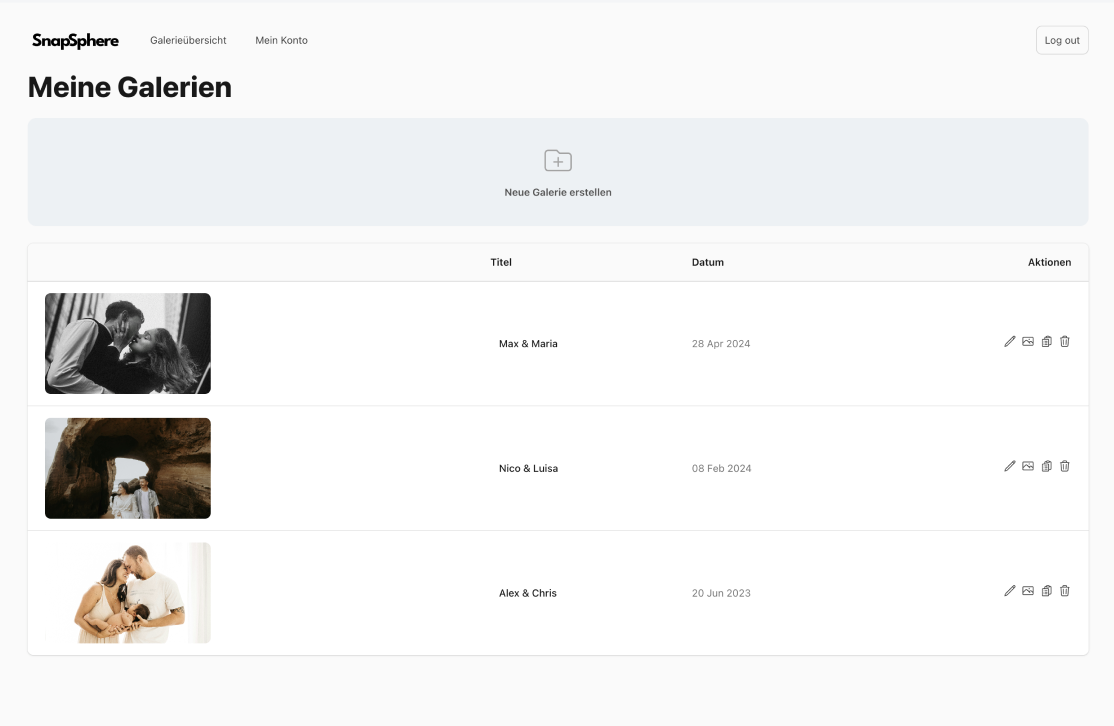 SnapSphere Galerieübersicht Mein Konto Log out
Meine Galerien
Neue Galerie erstellen
Titel Datum Aktionen
Max & Maria 28 Apr 2024
Nico & Luisa 08 Feb 2024
Alex & Chris 20 Jun 2023